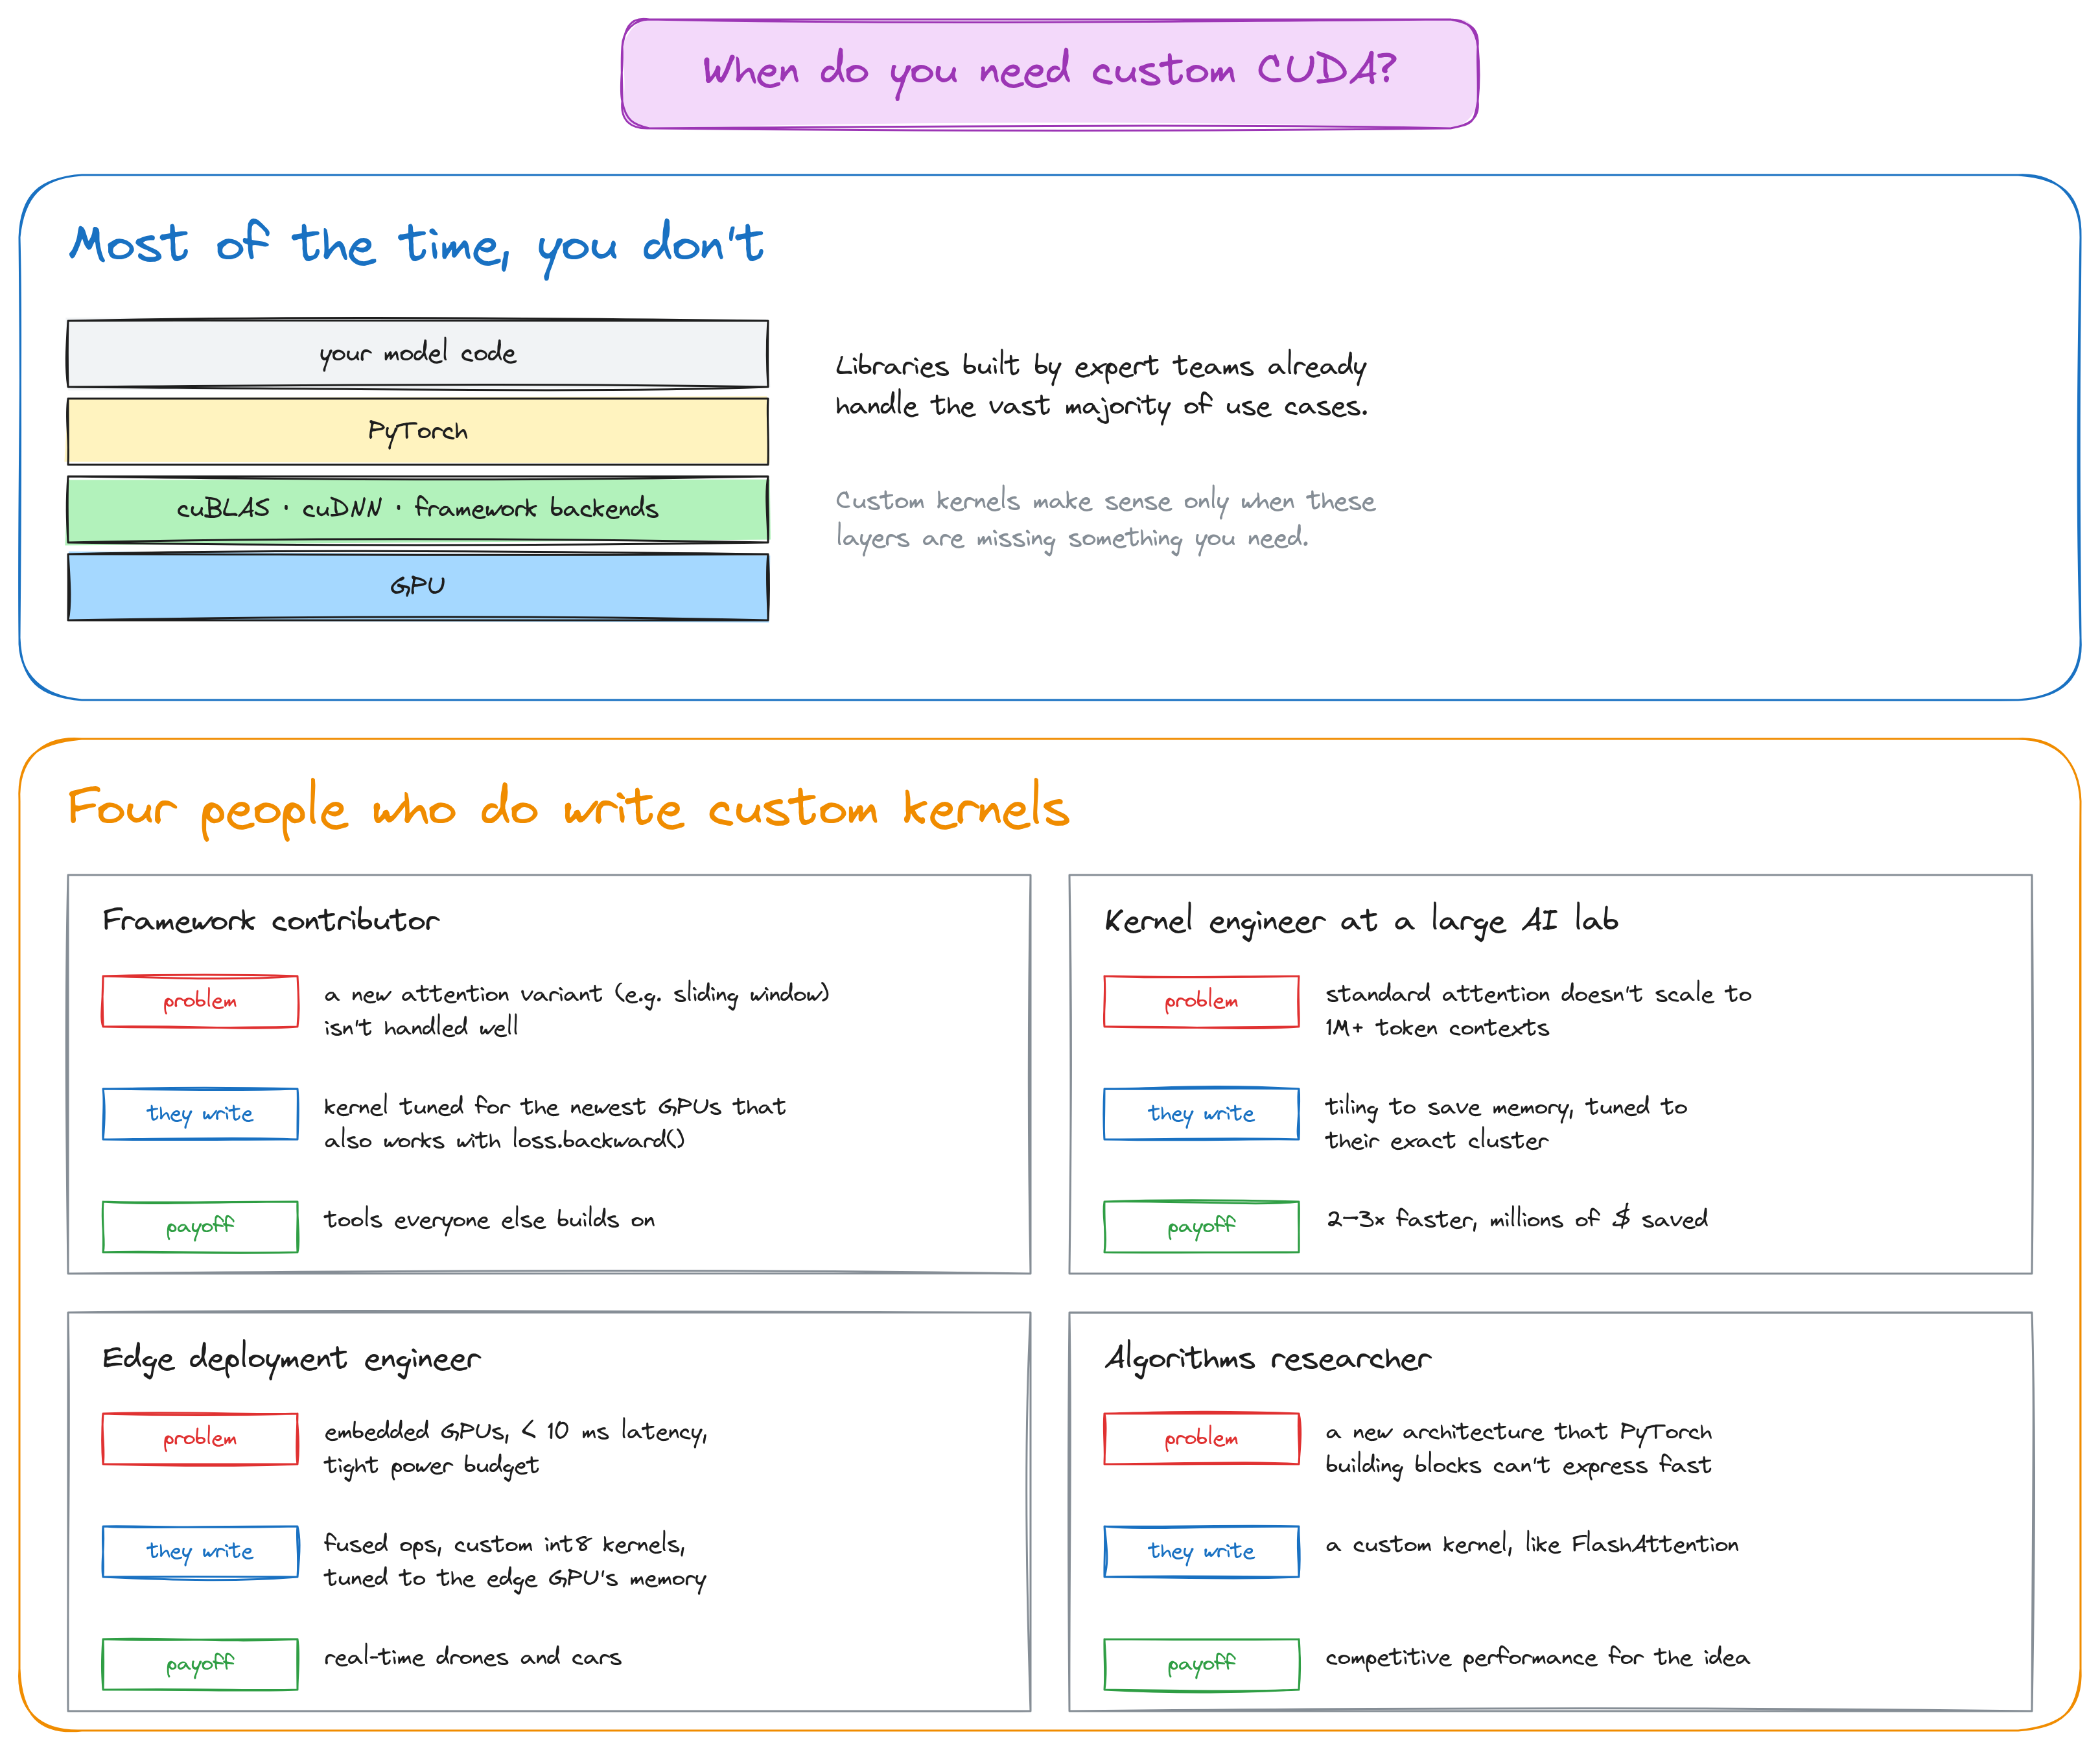 When do you need custom CUDA?
Most of the time, you don't
your model code
PyTorch
cuBLAS · cuDNN · framework backends
GPU
Libraries built by expert teams already
handle the vast majority of use cases.
Custom kernels make sense only when these
layers are missing something you need.
Four people who do write custom kernels
Framework contributor
problem
a new attention variant (e.g. sliding window)
isn't handled well
they write
kernel tuned for the newest GPUs that
also works with loss.backward()
payoff
tools everyone else builds on
Kernel engineer at a large AI lab
problem
standard attention doesn't scale to
1M+ token contexts
they write
tiling to save memory, tuned to
their exact cluster
payoff
2–3x faster, millions of $ saved
Edge deployment engineer
problem
embedded GPUs, < 10 ms latency,
tight power budget
they write
fused ops, custom int8 kernels,
tuned to the edge GPU's memory
payoff
real-time drones and cars
Algorithms researcher
problem
a new architecture that PyTorch
building blocks can't express fast
they write
a custom kernel, like FlashAttention
payoff
competitive performance for the idea